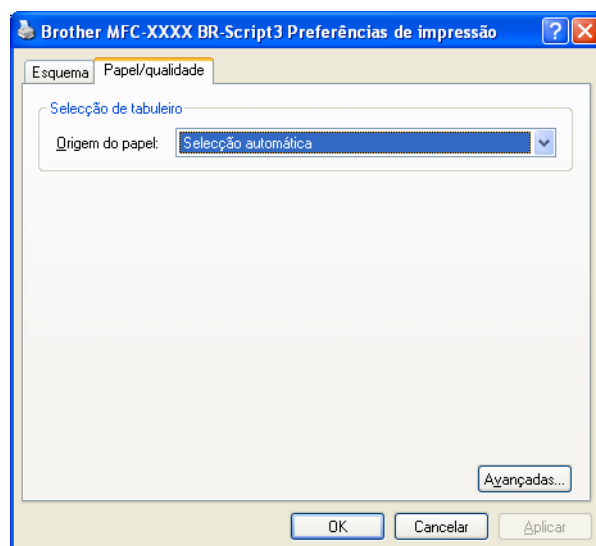 Brother MFC-XXXX BR-Script3 Preferências de impressão
Esquema Papel/qualidade
Selecção de tabuleiro
Origem do papel: Selecção automática
Avançadas...
OK Cancelar Aplicar